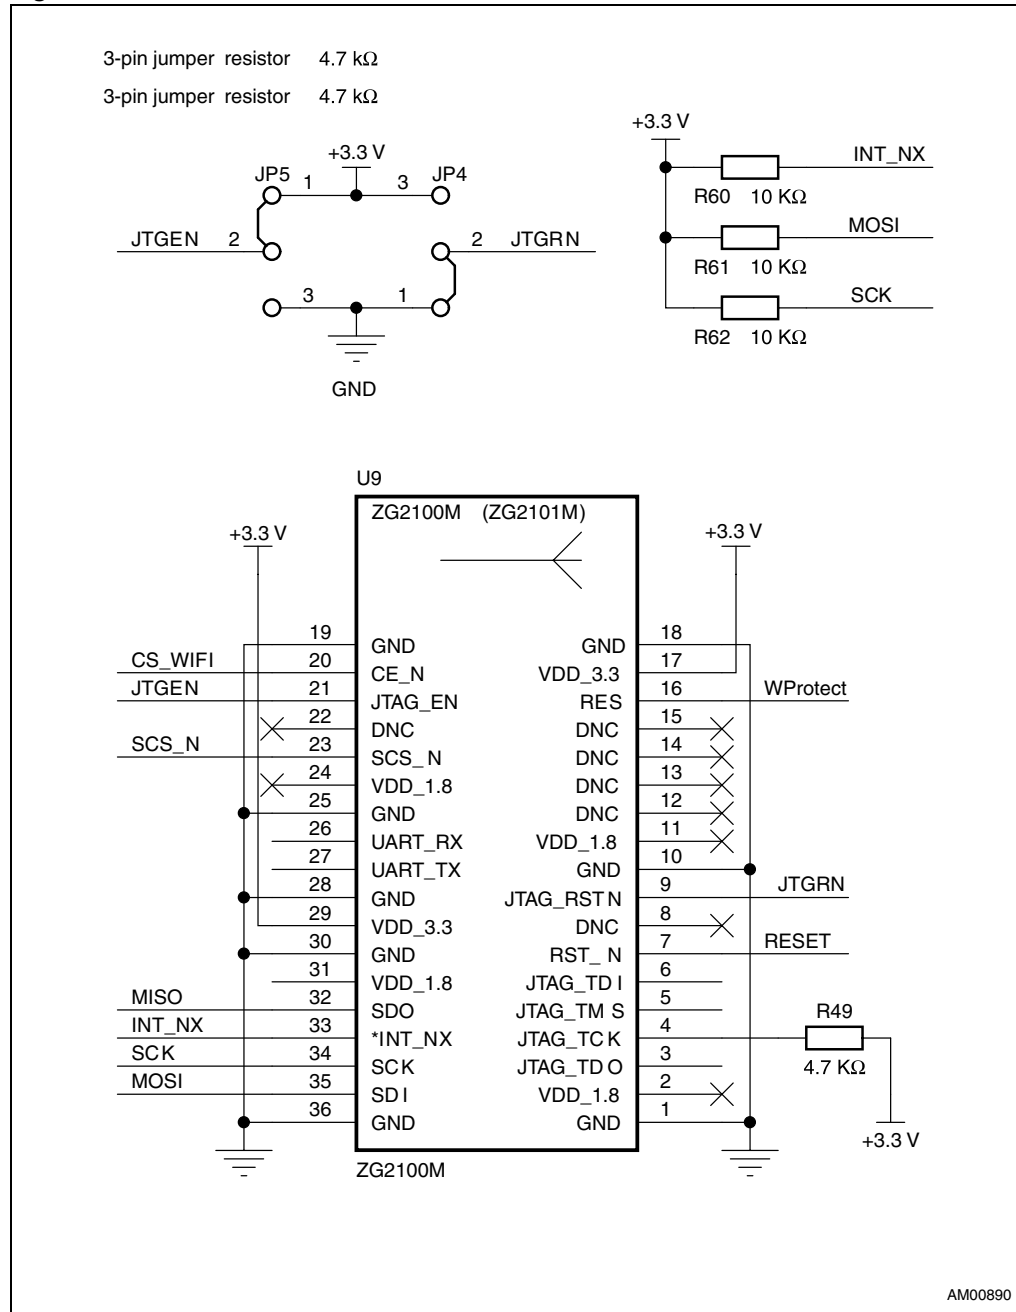 3-pin jumper resistor 4.7 kΩ
3-pin jumper resistor 4.7 kΩ
+3.3 V
JP5 1 3 JP4
JTGEN 2
2 JTGRN
3 1
GND
+3.3 V
INT_NX
R60 10 KΩ
MOSI
R61 10 KΩ
SCK
R62 10 KΩ
U9
ZG2100M (ZG2101M)
+3.3 V
+3.3 V
19 GND
CS_WIFI 20 CE_N
JTGEN 21 JTAG_EN
22 DNC
SCS_N 23 SCS_ N
24 VDD_1.8
25 GND
26 UART_RX
27 UART_TX
28 GND
29 VDD_3.3
30 GND
31 VDD_1.8
MISO 32 SDO
INT_NX 33 *INT_NX
SCK 34 SCK
MOSI 35 SDI
36 GND
GND 18
VDD_3.3 17
RES 16 WProtect
DNC 15
DNC 14
DNC 13
DNC 12
VDD_1.8 11
GND 10
JTAG_RSTN 9 JTGRN
DNC 8
RST_ N 7 RESET
JTAG_TD I 6
JTAG_TM S 5
JTAG_TC K 4
JTAG_TD O 3
VDD_1.8 2
GND 1
R49
4.7 KΩ
+3.3 V
ZG2100M
AM00890